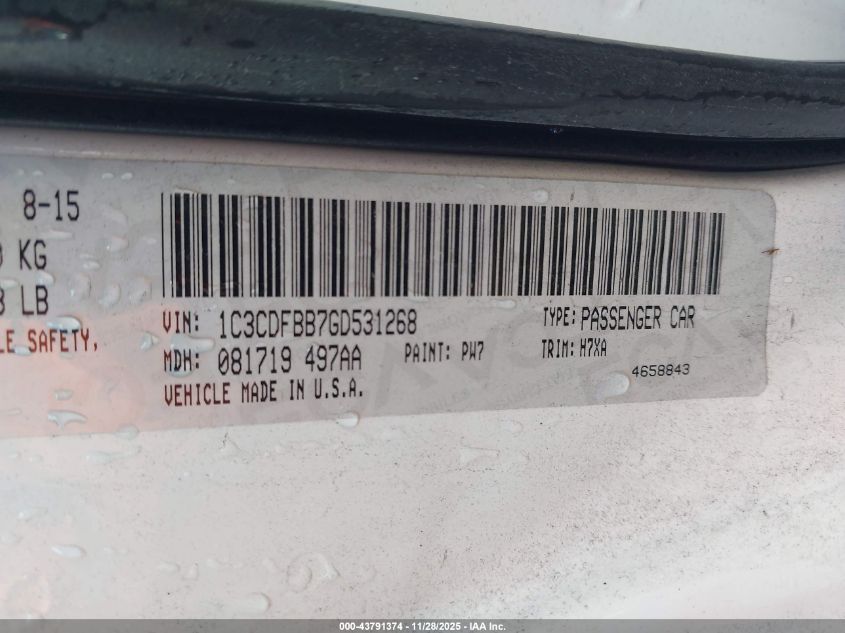 8-15
KG
LB
LE SAFETY,
VIN: 1C3CDFBB7GD531268
TYPE: PASSENGER CAR
MDH: 081719 497AA
PAINT: PW7
TRIM: H7XA
VEHICLE MADE IN U.S.A.
4658843
000-43791374 | 11/28/2025 - IAA Inc.